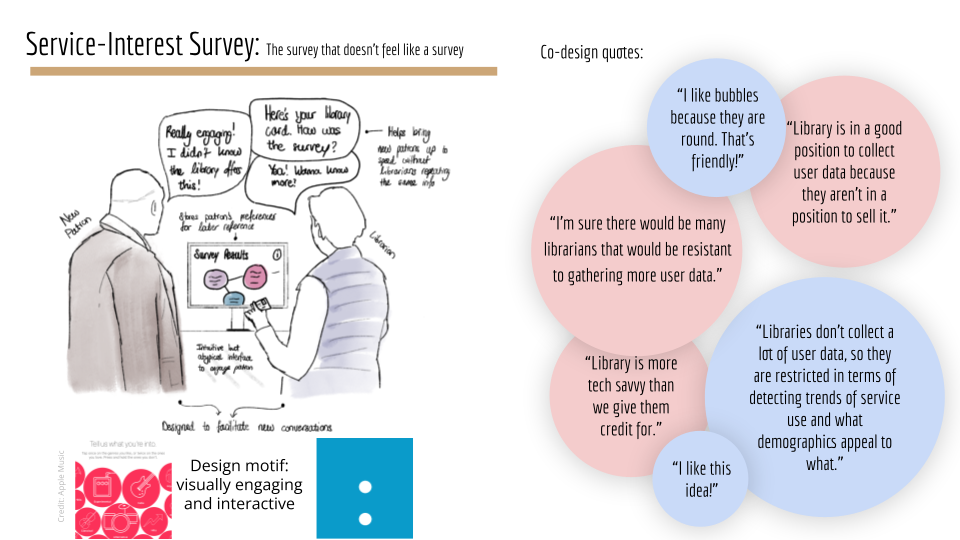 Service-Interest Survey: The survey that doesn't feel like a survey
Really engaging!
I didn't know
the library offers
this!
Here's your library
card. How was
the survey?
Yea! Wanna know
more?
Helps bring
new patrons up to
speed without
librarians repeating
the same info
New
Patron
Librarian
Stores patron's preferences
for later reference
Survey Results
Intuitive but
atypical interface
to engage patron
Designed to facilitate new conversations
Credit: Apple Music
Tell us what you're into.
Design motif:
visually engaging
and interactive
Co-design quotes:
“I like bubbles
because they are
round. That's
friendly!”
“Library is in a good
position to collect
user data because
they aren't in a
position to sell it.”
“I'm sure there would be many
librarians that would be resistant
to gathering more user data.”
“Library is more
tech savvy than
we give them
credit for.”
“Libraries don't collect a
lot of user data, so they
are restricted in terms of
detecting trends of service
use and what
demographics appeal to
what.”
“I like this
idea!”